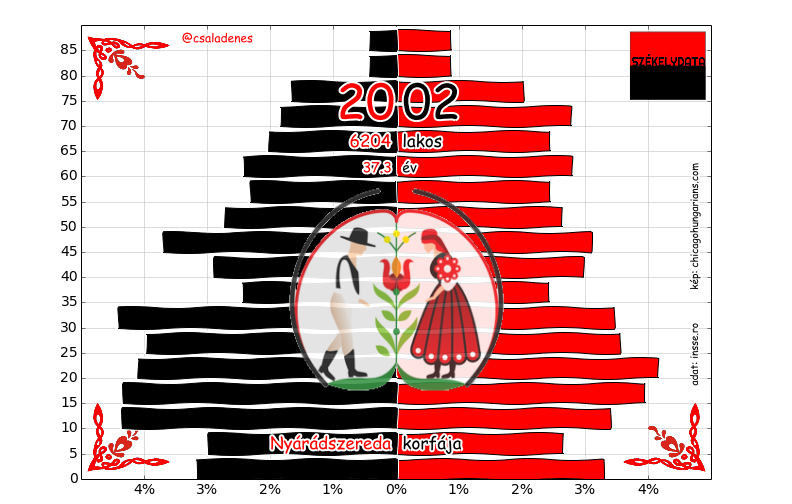 @csaladenes
SZÉKELYDATA
2002
6204 lakos
37.3 év
kép: chicagohungarians.com
adat: insse.ro
Nyárádszereda korfája
85
80
75
70
65
60
55
50
45
40
35
30
25
20
15
10
5
0
4% 3% 2% 1% 0% 1% 2% 3% 4%